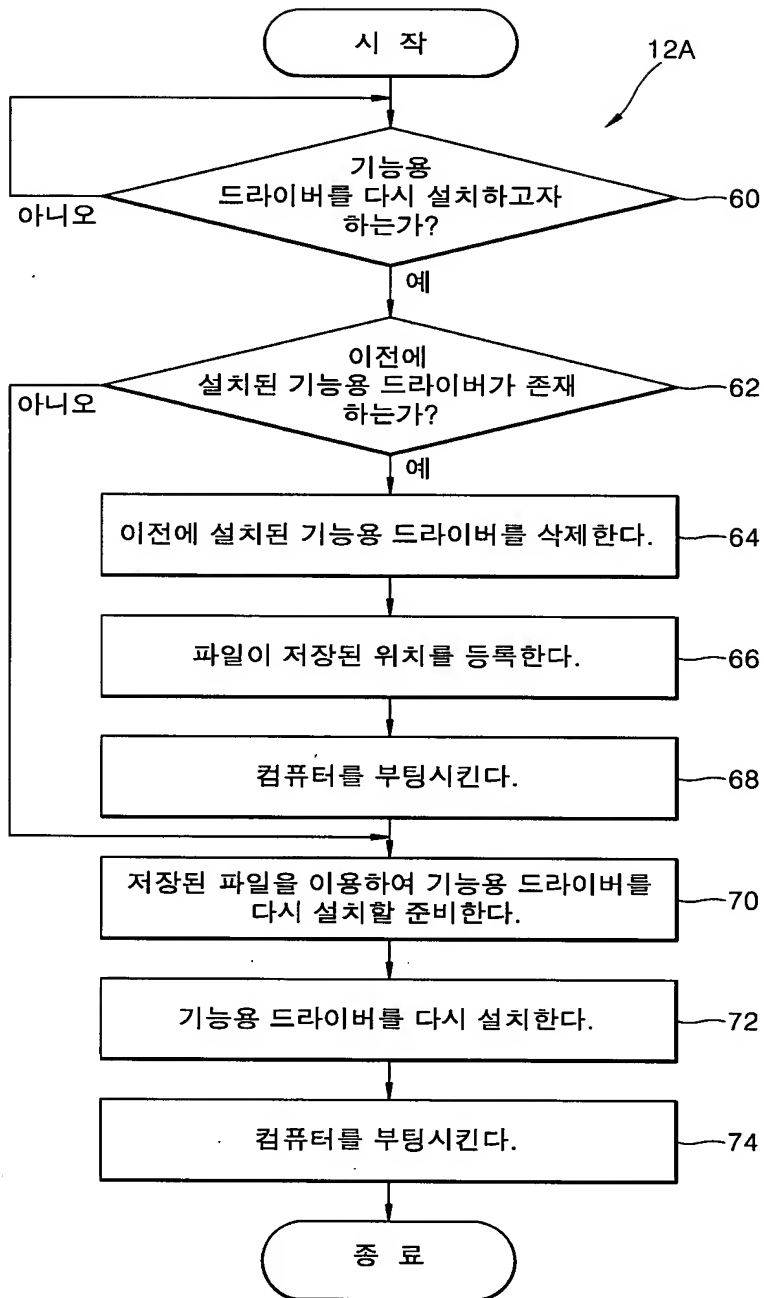 시 작
12A
기능용
드라이버를 다시 설치하고자
하는가?
60
아니오
예
이전에
설치된 기능용 드라이버가 존재
하는가?
62
아니오
예
이전에 설치된 기능용 드라이버를 삭제한다.
64
파일이 저장된 위치를 등록한다.
66
컴퓨터를 부팅시킨다.
68
저장된 파일을 이용하여 기능용 드라이버를
다시 설치할 준비한다.
70
기능용 드라이버를 다시 설치한다.
72
컴퓨터를 부팅시킨다.
74
종 료